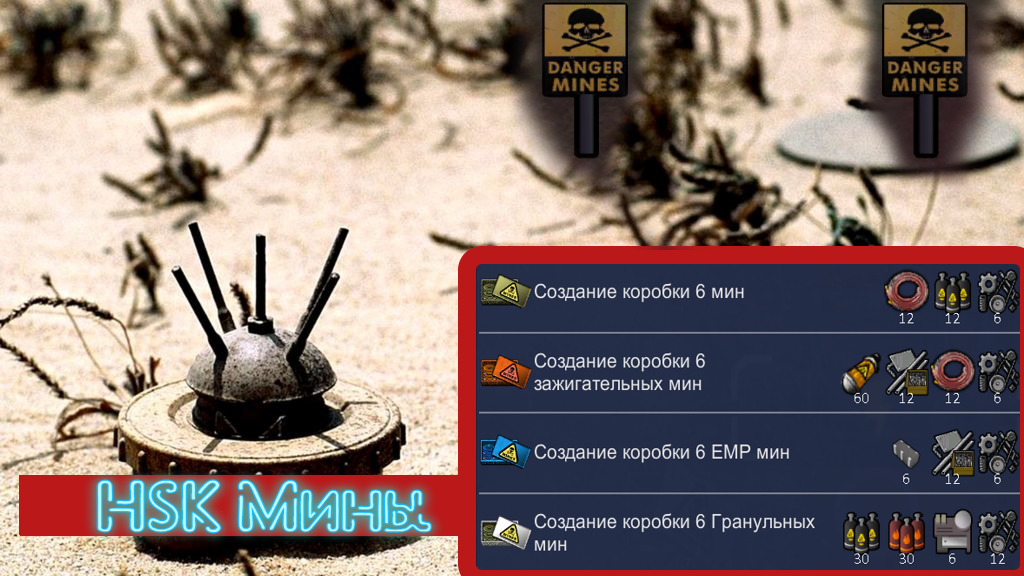 DANGER
MINES
DANGER
MINES
Создание коробки 6 мин
12 12 6
Создание коробки 6
зажигательных мин
60 12 12 6
Создание коробки 6 EMP мин
6 12 6
Создание коробки 6 Гранульных
мин
30 30 6 12
HSK Мины